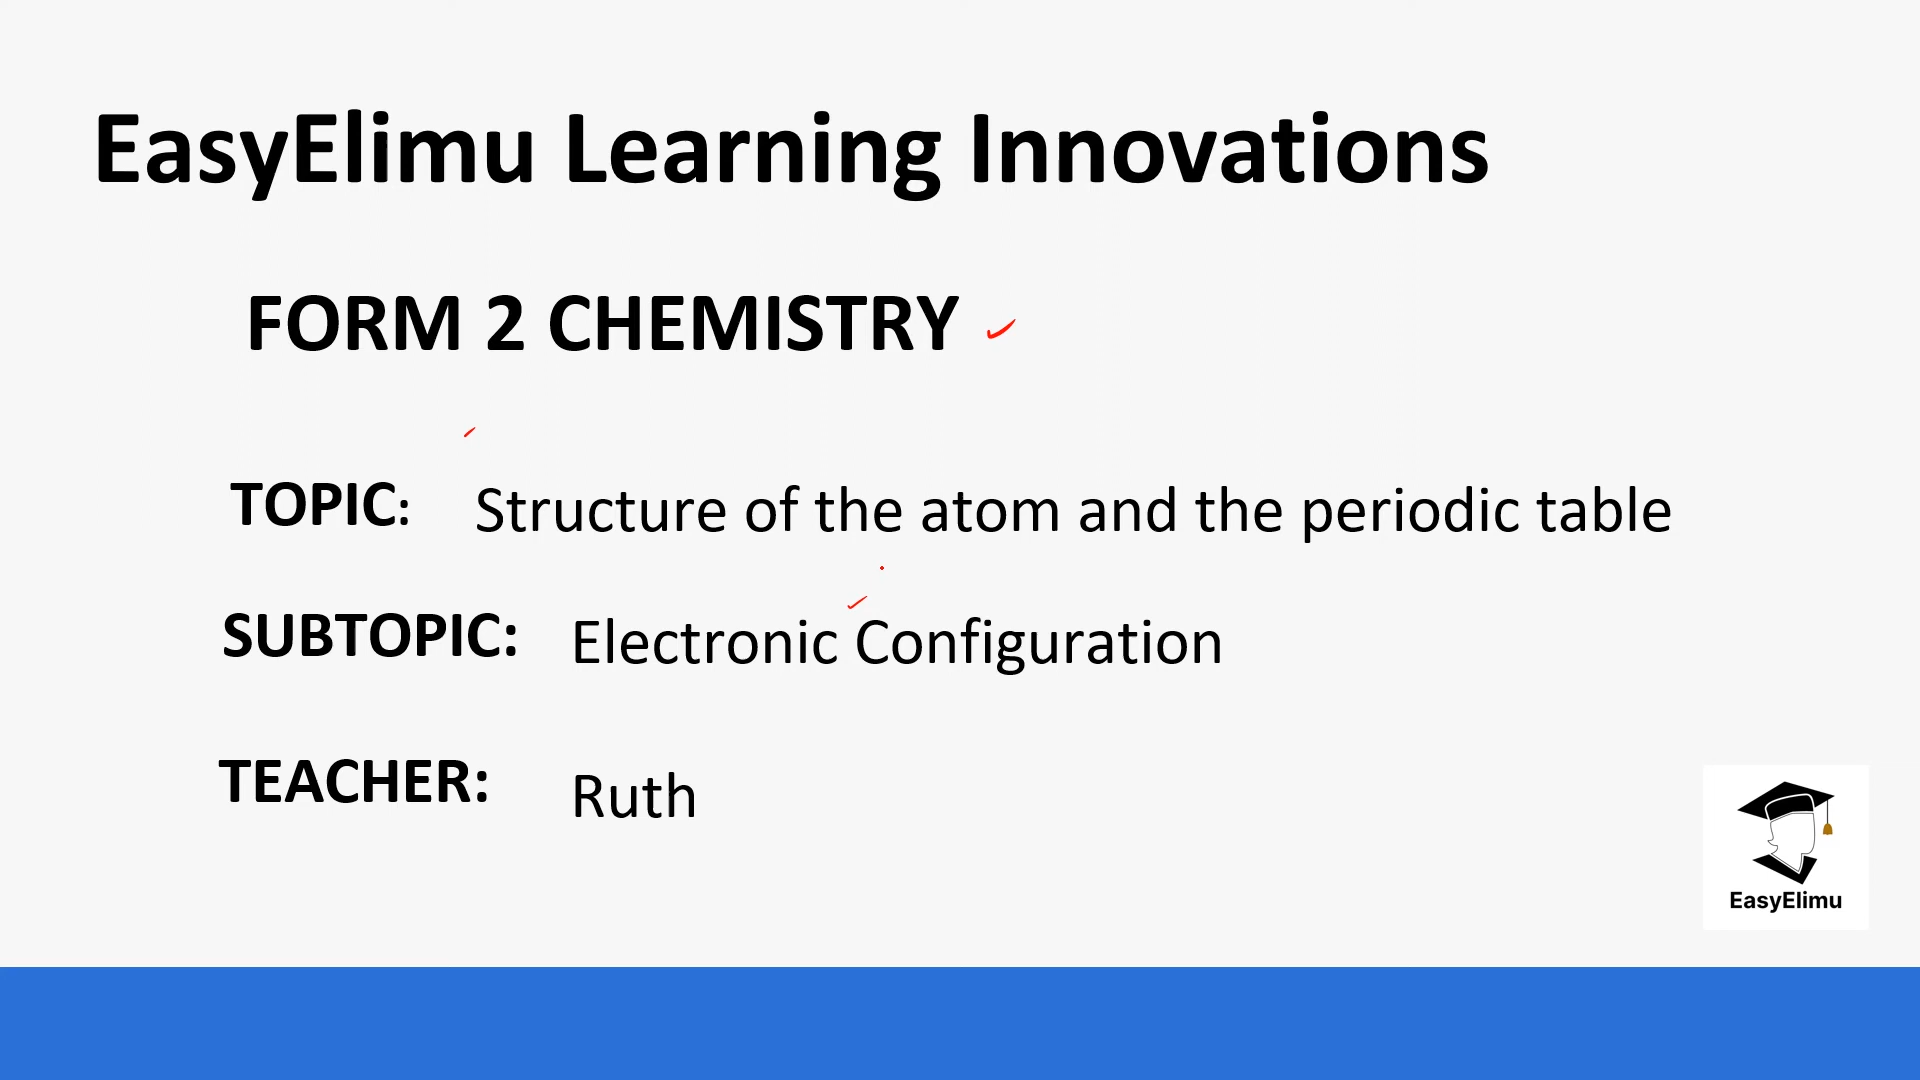 EasyElimu Learning Innovations
FORM 2 CHEMISTRY
TOPIC: Structure of the atom and the periodic table
SUBTOPIC: Electronic Configuration
TEACHER: Ruth
EasyElimu